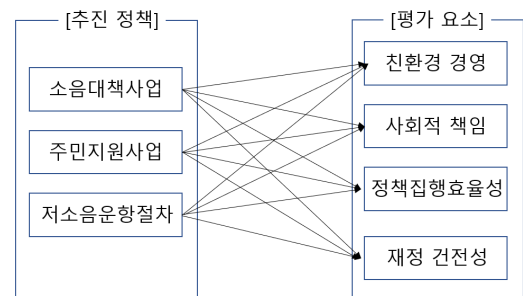 [추진 정책]
소음대책사업
주민지원사업
저소음운항절차
[평가 요소]
친환경 경영
사회적 책임
정책집행효율성
재정 건전성